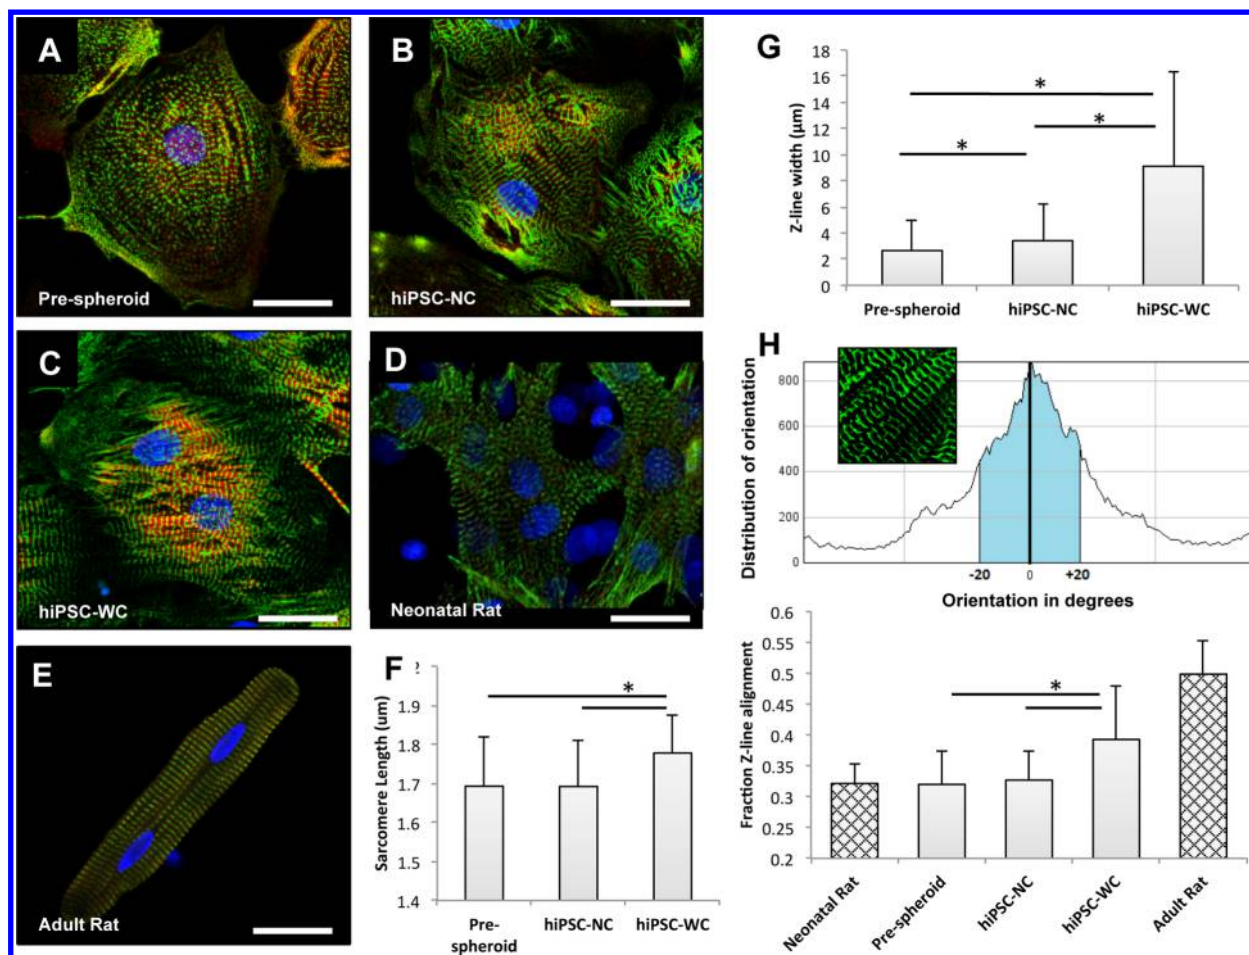 A
Pre-spheroid
B
hiPSC-NC
C
hiPSC-WC
D
Neonatal Rat
E
Adult Rat
F
Sarcomere Length (um)
2
1.9
1.8
1.7
1.6
1.5
1.4
*
Pre-
spheroid
hiPSC-NC
hiPSC-WC
G
Z-line width (µm)
18
16
14
12
10
8
6
4
2
0
*
*
*
Pre-spheroid
hiPSC-NC
hiPSC-WC
H
Distribution of orientation
800
600
400
200
0
-20
0
+20
Orientation in degrees
Fraction Z-line alignment
0.6
0.55
0.5
0.45
0.4
0.35
0.3
0.25
0.2
*
Neonatal Rat
Pre-spheroid
hiPSC-NC
hiPSC-WC
Adult Rat